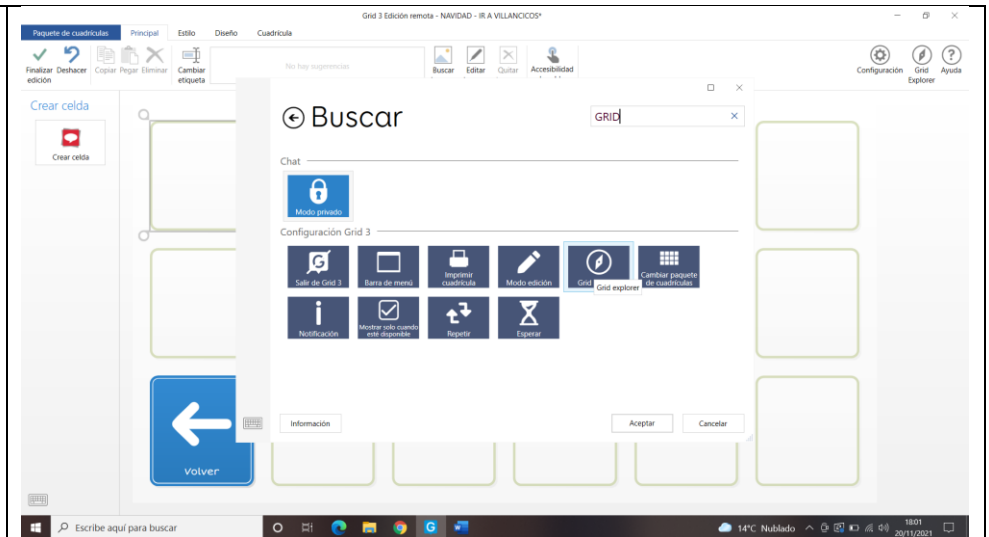 Grid 3 Edición remota - NAVIDAD - IR A VILLANCICOS*
Paquete de cuadrículas Principal Estilo Diseño Cuadrícula
Finalizar edición
Deshacer
Copiar
Pegar
Eliminar
Cambiar etiqueta
No hay sugerencias
Buscar
Editar
Quitar
Accesibilidad
Configuración
Grid Explorer
Ayuda
Crear celda
Crear celda
Buscar
GRID
Chat
Modo privado
Configuración Grid 3
Salir de Grid 3
Barra de menú
Imprimir cuadrícula
Modo edición
Grid
Grid explorer
Cambiar paquete de cuadrículas
Notificación
Mostrar solo cuando esté disponible
Repetir
Esperar
Información
Aceptar
Cancelar
Volver
Escribe aquí para buscar
14°C Nublado
18:01
20/11/2021